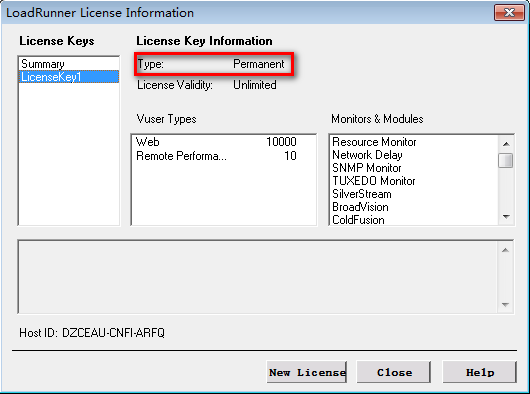 LoadRunner License Information
License Keys
License Key Information
Summary
LicenseKey1
Type: Permanent
License Validity: Unlimited
Vuser Types
Monitors & Modules
Web 10000
Remote Performa... 10
Resource Monitor
Network Delay
SNMP Monitor
TUXEDO Monitor
SilverStream
BroadVision
ColdFusion
Host ID: DZCEAU-CNFI-ARFQ
New License
Close
Help